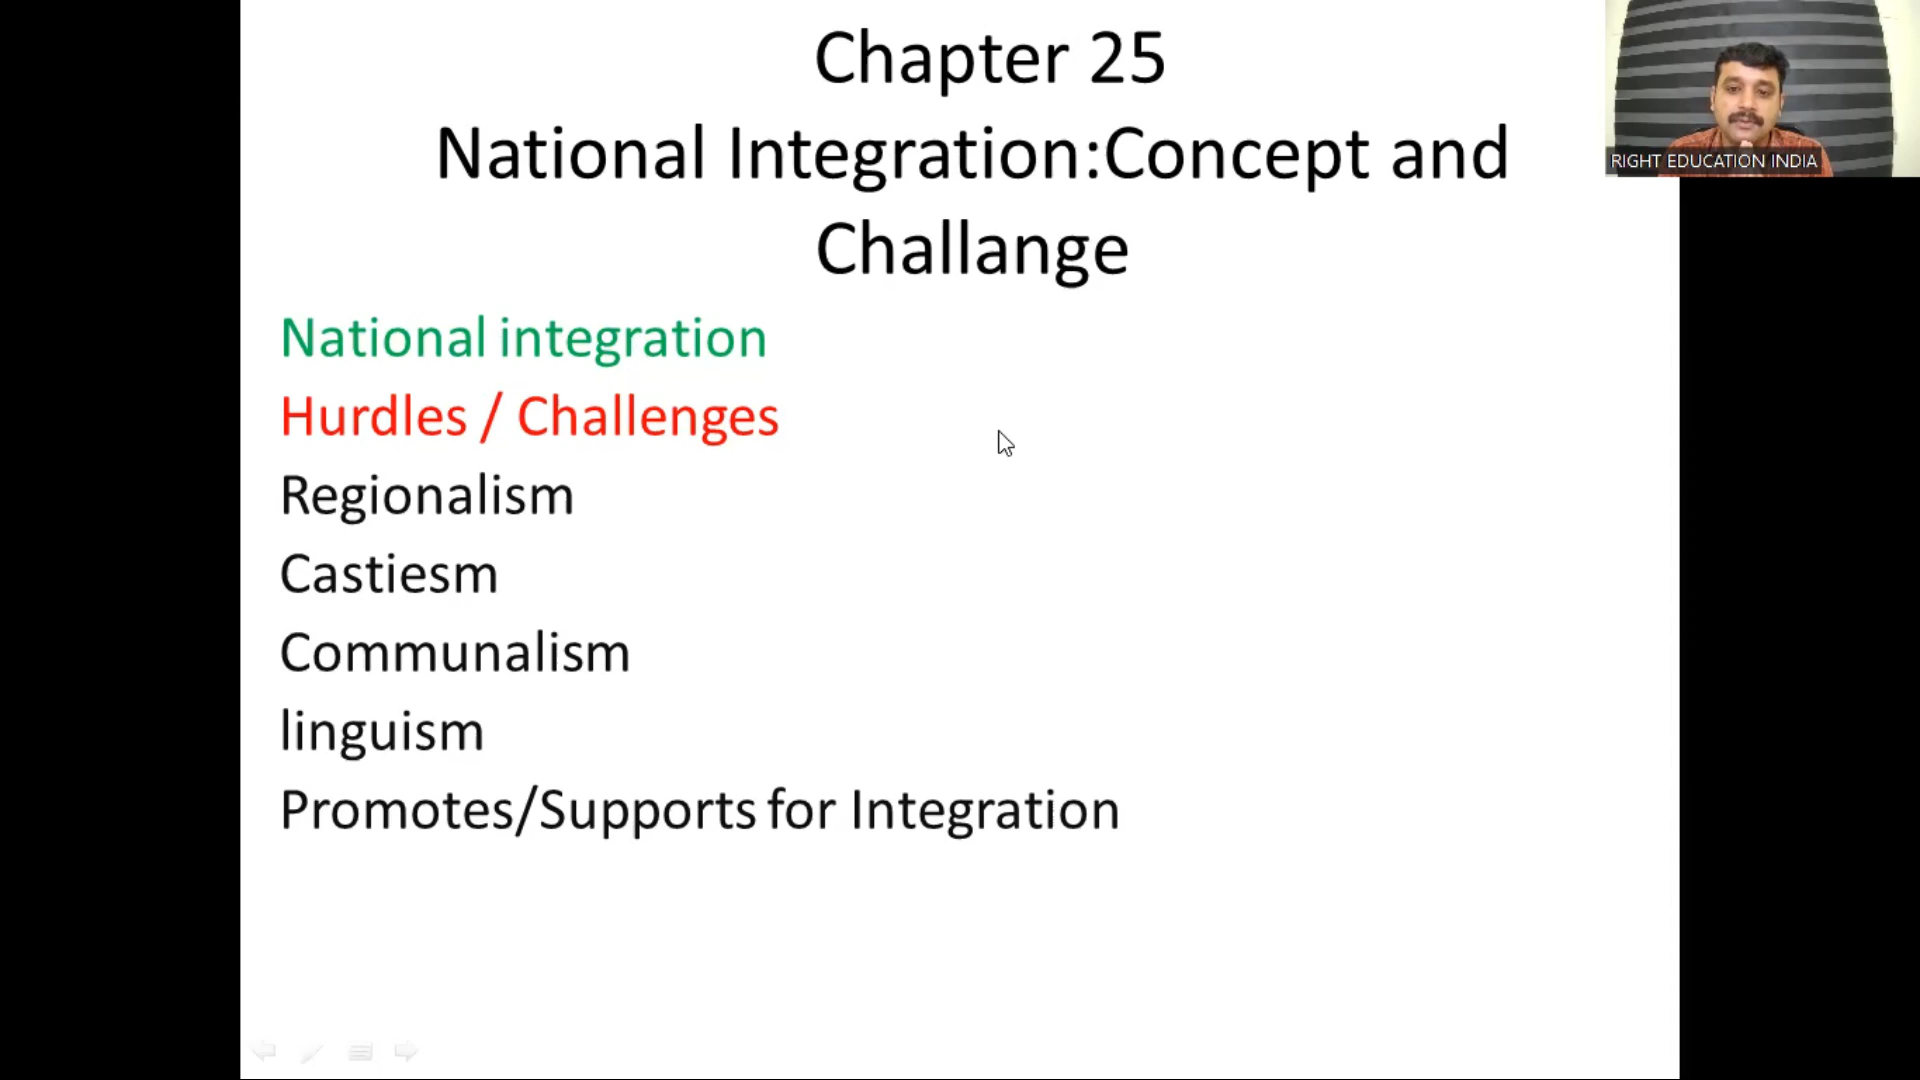 Chapter 25
National Integration:Concept and
Challange
RIGHT EDUCATION INDIA
National integration
Hurdles / Challenges
Regionalism
Castiesm
Communalism
linguism
Promotes/Supports for Integration